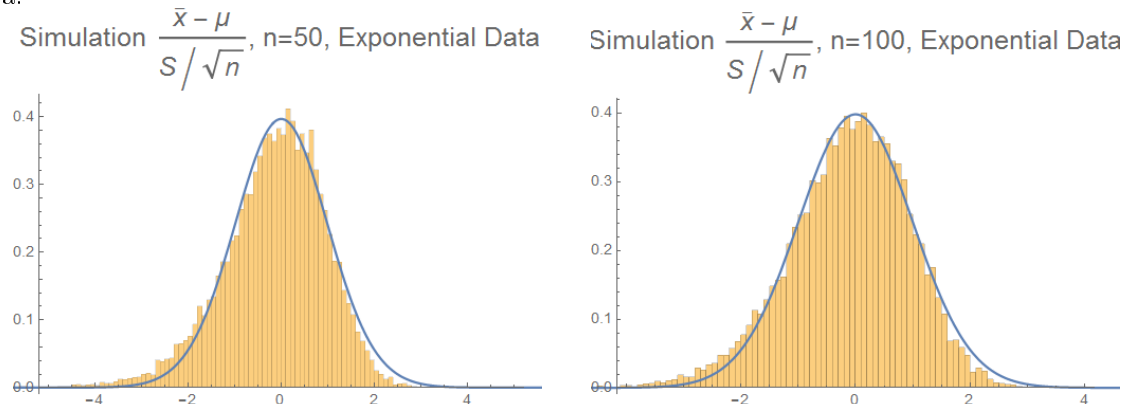 a.
Simulation (x̄ − μ)/(S/√n), n=50, Exponential Data
0.4
0.3
0.2
0.1
0.0
−4 −2 0 2 4
Simulation (x̄ − μ)/(S/√n), n=100, Exponential Data
0.4
0.3
0.2
0.1
0.0
−2 0 2 4